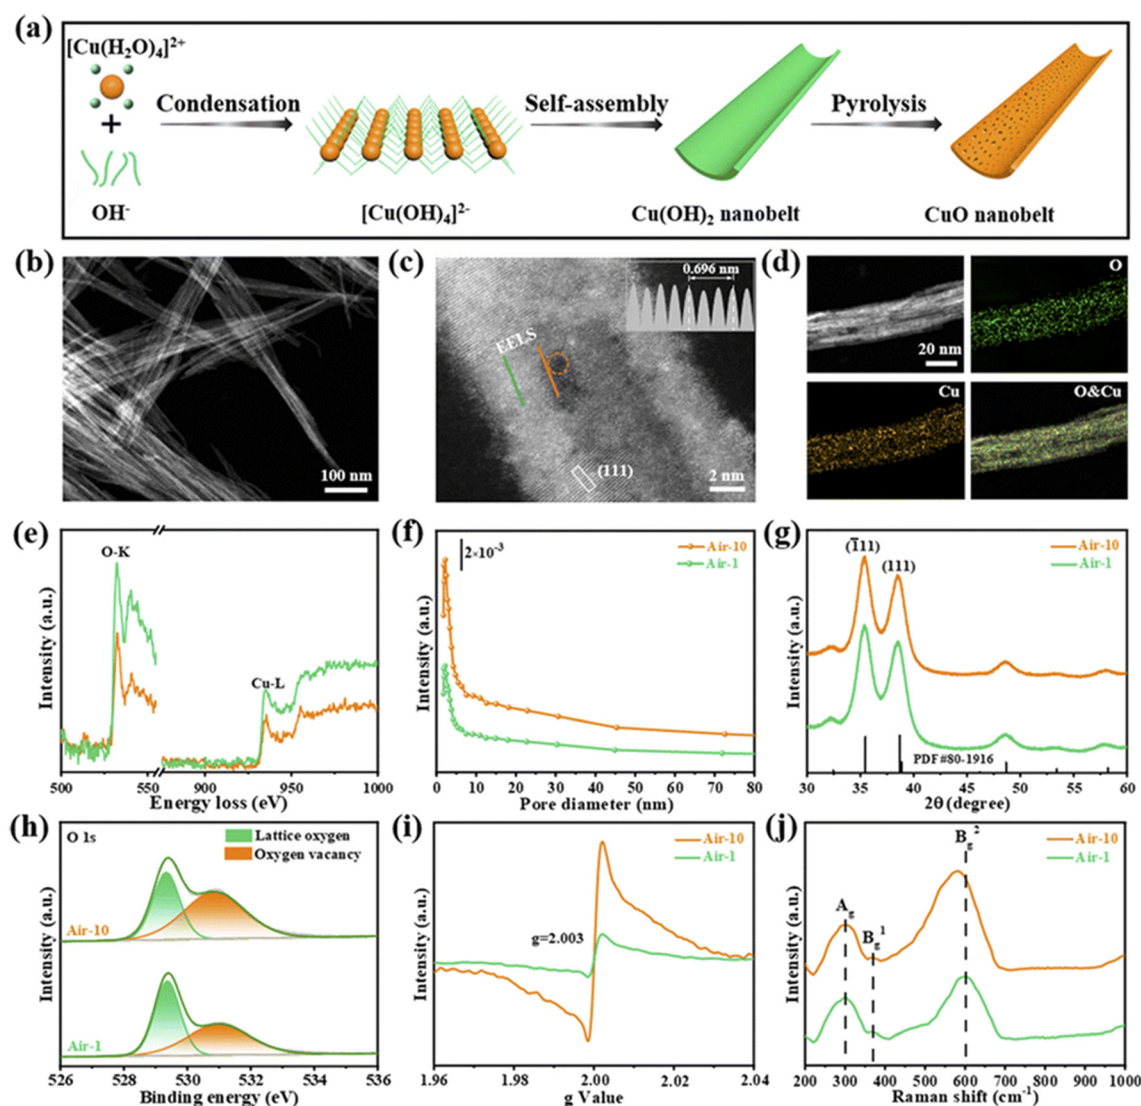 (a)
[Cu(H₂O)₄]²⁺
+
OH⁻
Condensation
[Cu(OH)₄]²⁻
Self-assembly
Cu(OH)₂ nanobelt
Pyrolysis
CuO nanobelt
(b)
100 nm
(c)
0.696 nm
EELS
(111)
2 nm
(d)
20 nm
O
Cu
O&Cu
(e)
O-K
Cu-L
Intensity (a.u.)
500 550 900 950 1000
Energy loss (eV)
(f)
2×10⁻³
Air-10
Air-1
Intensity (a.u.)
0 10 20 30 40 50 60 70 80
Pore diameter (nm)
(g)
(1̅11)
(111)
Air-10
Air-1
PDF#80-1916
Intensity (a.u.)
30 35 40 45 50 55 60
2Θ (degree)
(h)
O 1s
Lattice oxygen
Oxygen vacancy
Air-10
Air-1
Intensity (a.u.)
526 528 530 532 534 536
Binding energy (eV)
(i)
Air-10
Air-1
g=2.003
Intensity (a.u.)
1.96 1.98 2.00 2.02 2.04
g Value
(j)
Air-10
Air-1
A_g
B_g¹
B_g²
Intensity (a.u.)
200 300 400 500 600 700 800 900 1000
Raman shift (cm⁻¹)